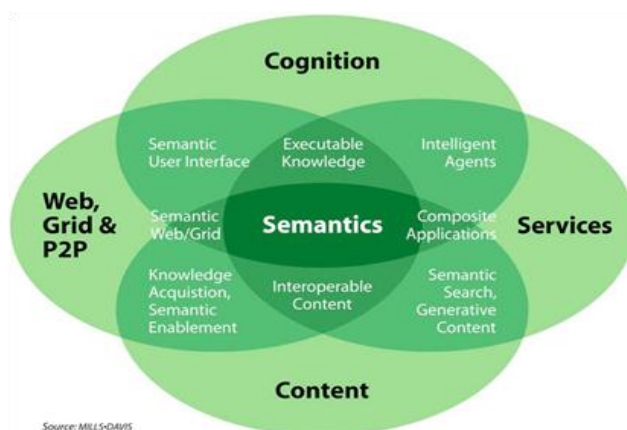 Cognition
Semantic
User Interface
Executable
Knowledge
Intelligent
Agents
Web,
Grid &
P2P
Semantic
Web/Grid
Semantics
Composite
Applications
Services
Knowledge
Acquistion,
Semantic
Enablement
Interoperable
Content
Semantic
Search,
Generative
Content
Content
Source: MILLS•DAVIS